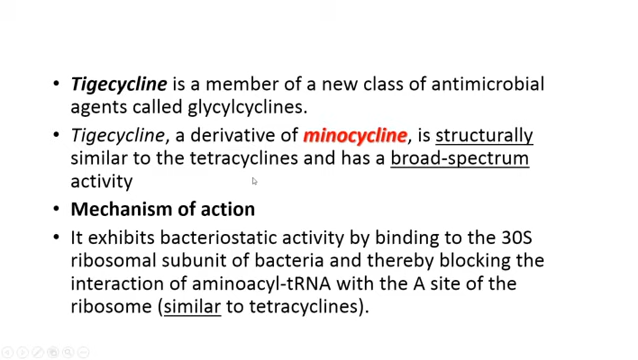 • Tigecycline is a member of a new class of antimicrobial
agents called glycylcyclines.
• Tigecycline, a derivative of minocycline, is structurally
similar to the tetracyclines and has a broad-spectrum
activity
• Mechanism of action
• It exhibits bacteriostatic activity by binding to the 30S
ribosomal subunit of bacteria and thereby blocking the
interaction of aminoacyl-tRNA with the A site of the
ribosome (similar to tetracyclines).